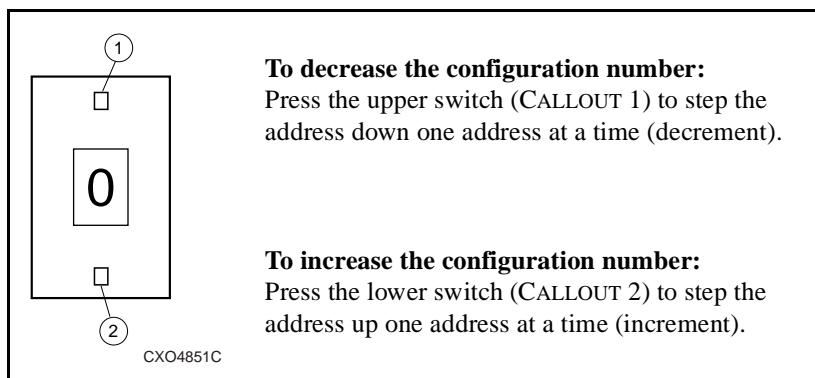 1
To decrease the configuration number:
Press the upper switch (CALLOUT 1) to step the
address down one address at a time (decrement).
0
To increase the configuration number:
Press the lower switch (CALLOUT 2) to step the
address up one address at a time (increment).
2
CXO4851C